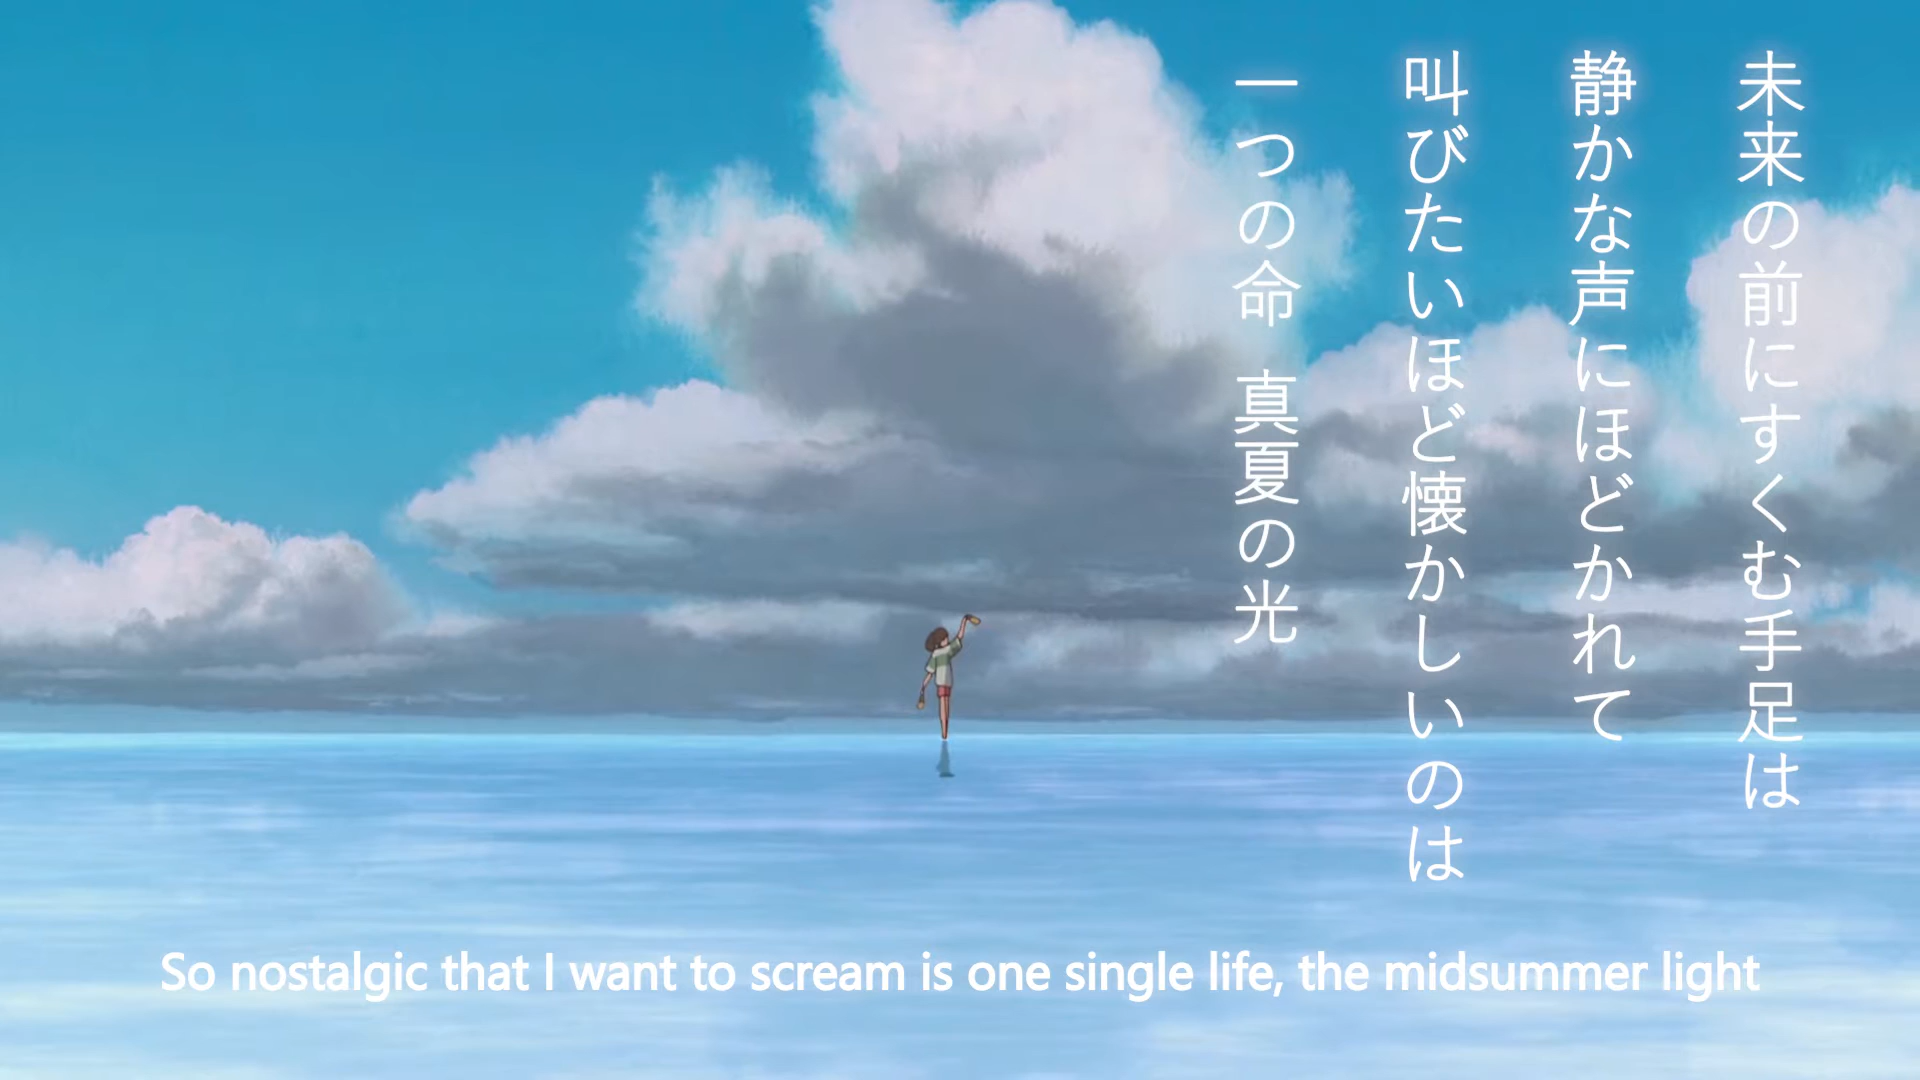 未来の前にすくむ手足は
静かな声にほどかれて
叫びたいほど懐かしいのは
一つの命 真夏の光
So nostalgic that I want to scream is one single life, the midsummer light